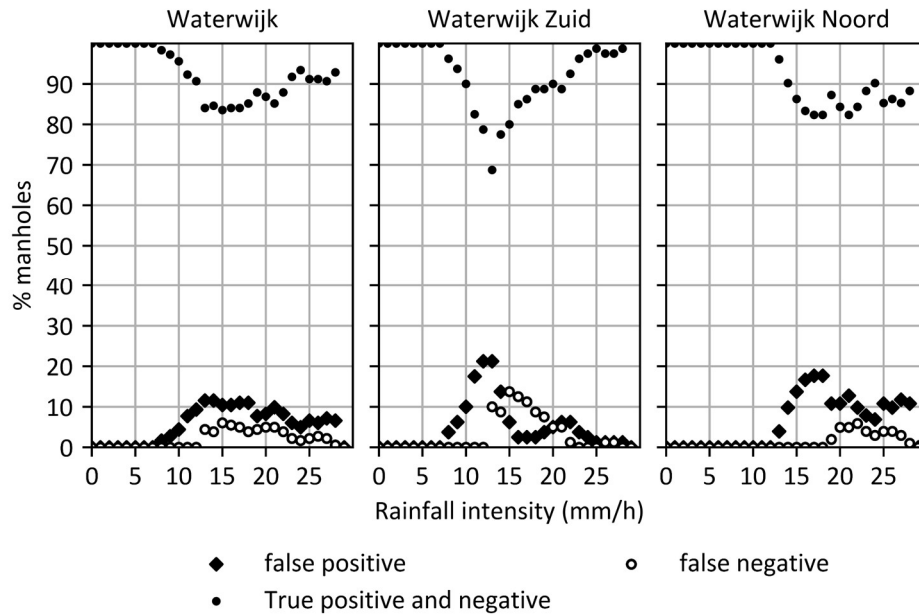 Waterwijk
Waterwijk Zuid
Waterwijk Noord
% manholes
90
80
70
60
50
40
30
20
10
0
0 5 10 15 20 25
0 5 10 15 20 25
0 5 10 15 20 25
Rainfall intensity (mm/h)
false positive
false negative
True positive and negative